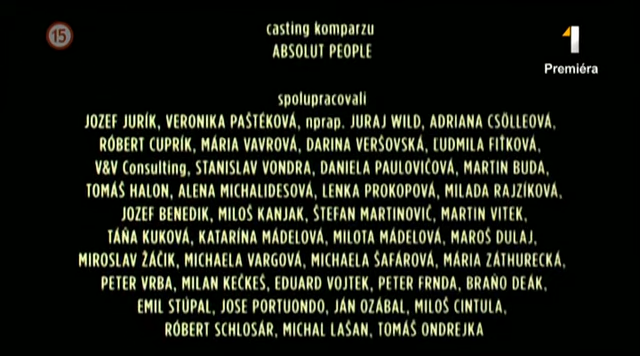 15
1
Premiéra
casting komparzu
ABSOLUT PEOPLE
spolupracovali
JOZEF JURÍK, VERONIKA PAŠTÉKOVÁ, nprap. JURAJ WILD, ADRIANA CSÖLLEOVÁ,
RÓBERT CUPRÍK, MÁRIA VAVROVÁ, DARINA VERŠOVSKÁ, ĽUDMILA FIŤKOVÁ,
V&V Consulting, STANISLAV VONDRA, DANIELA PAULOVIČOVÁ, MARTIN BUDA,
TOMÁŠ HALON, ALENA MICHALIDESOVÁ, LENKA PROKOPOVÁ, MILADA RAJZÍKOVÁ,
JOZEF BENEDIK, MILOŠ KANJAK, ŠTEFAN MARTINOVIČ, MARTIN VITEK,
TÁŇA KUKOVÁ, KATARÍNA MÁDELOVÁ, MILOTA MÁDELOVÁ, MAROŠ DULAJ,
MIROSLAV ŽÁČIK, MICHAELA VARGOVÁ, MICHAELA ŠAFÁROVÁ, MÁRIA ZÁTHURECKÁ,
PETER VRBA, MILAN KEČKEŠ, EDUARD VOJTEK, PETER FRNDA, BRAŇO DEÁK,
EMIL STÚPAL, JOSE PORTUONDO, JÁN OZÁBAL, MILOŠ CINTULA,
RÓBERT SCHLOSÁR, MICHAL LAŠAN, TOMÁŠ ONDREJKA